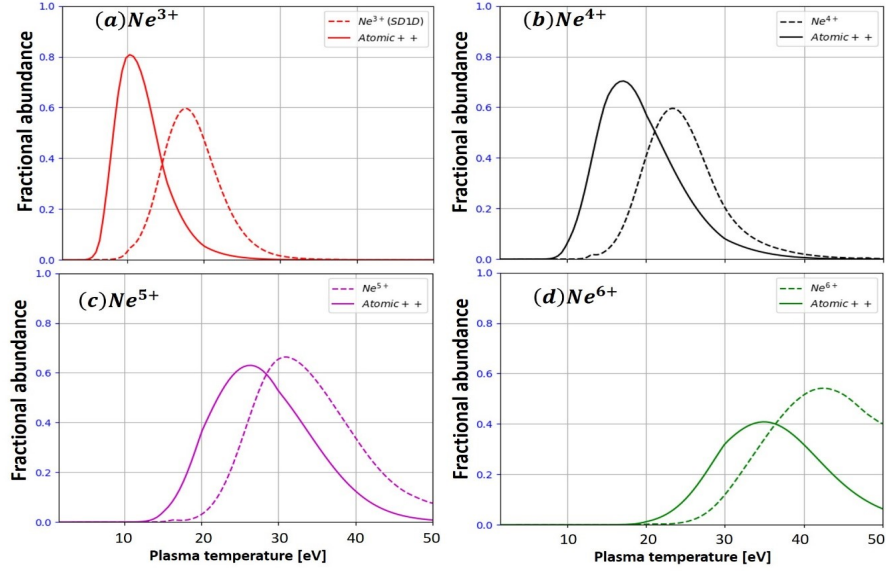 (a)Ne3+
1.0
0.8
0.6
0.4
0.2
0.0
Fractional abundance
Ne3+ (SD1D)
Atomic++
10
20
30
40
50
(b)Ne4+
1.0
0.8
0.6
0.4
0.2
0.0
Fractional abundance
Ne4+
Atomic++
10
20
30
40
50
(c)Ne5+
1.0
0.8
0.6
0.4
0.2
0.0
Fractional abundance
Ne5+
Atomic++
10
20
30
40
50
Plasma temperature [eV]
(d)Ne6+
1.0
0.8
0.6
0.4
0.2
0.0
Fractional abundance
Ne6+
Atomic++
10
20
30
40
50
Plasma temperature [eV]